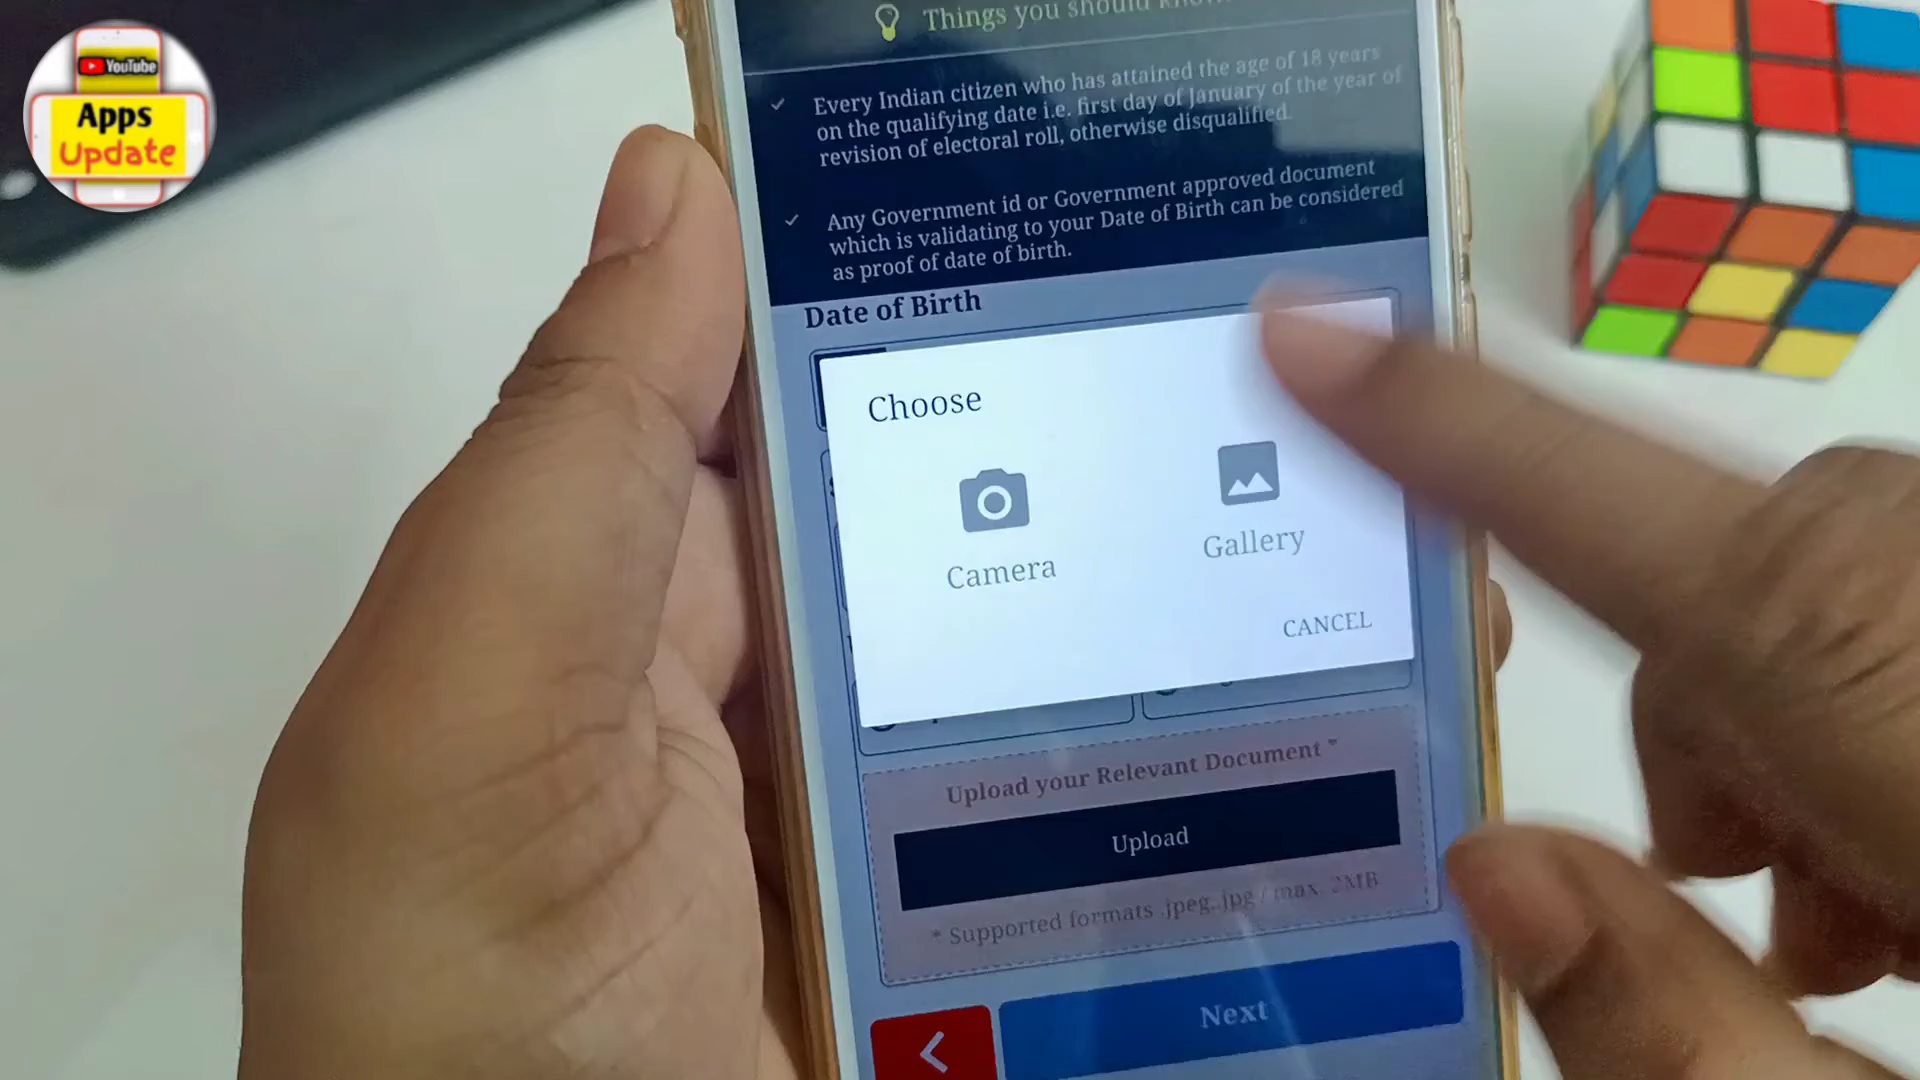 YouTube
Apps
Update
Things you should
Every Indian citizen who has attained the age of 18 years
on the qualifying date i.e. first day of January of the year of
revision of electoral roll, otherwise disqualified.
Any Government id or Government approved document
which is validating to your Date of Birth can be considered
as proof of date of birth.
Date of Birth
Choose
Camera
Gallery
CANCEL
Upload your Relevant Document *
Upload
* Supported formats .jpeg,.jpg / max. 2MB
Next